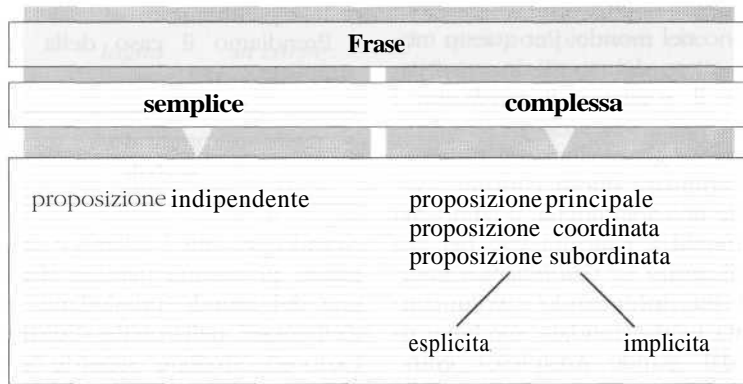 Frase
semplice complessa
proposizione indipendente
proposizione principale
proposizione coordinata
proposizione subordinata
esplicita implicita